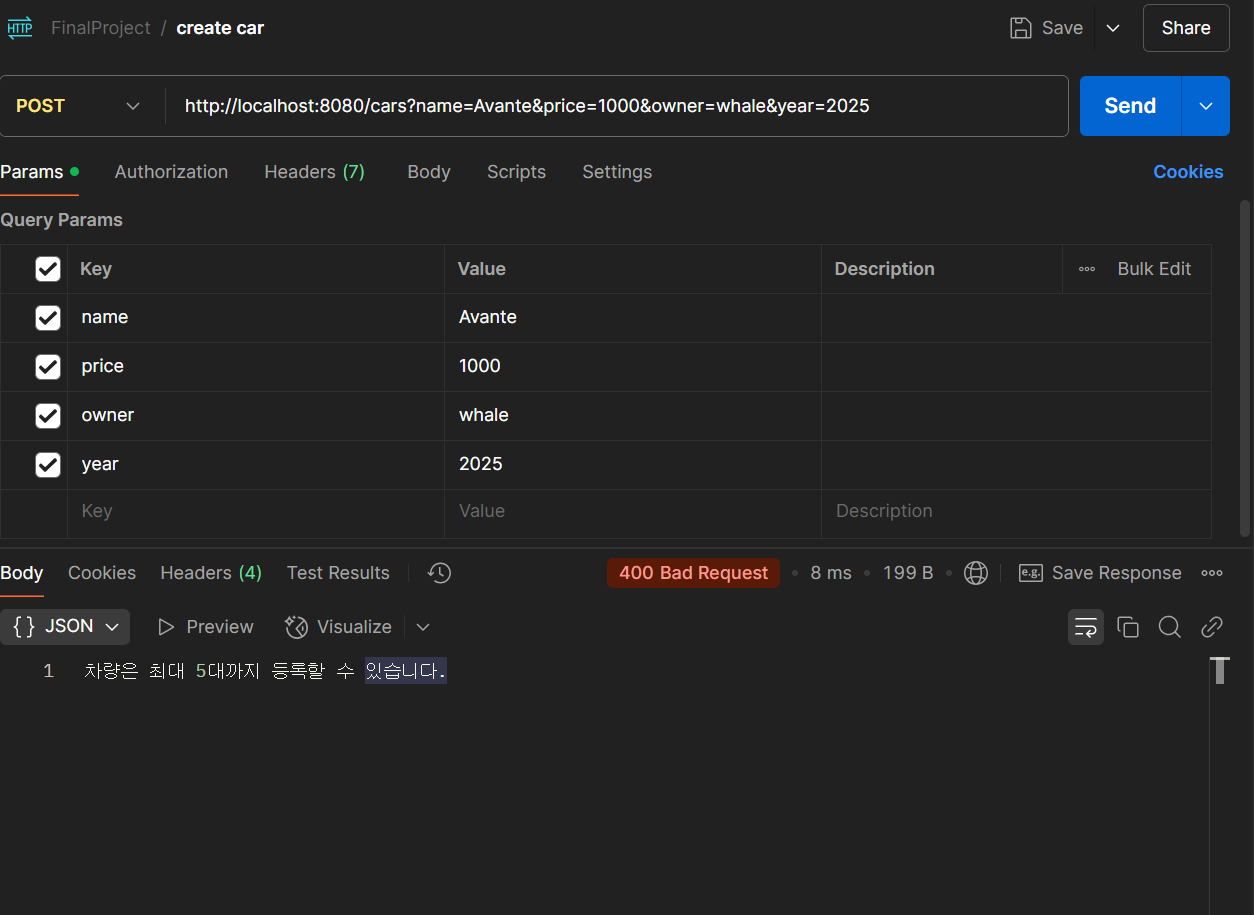 HTTP FinalProject / create car Save Share
POST http://localhost:8080/cars?name=Avante&price=1000&owner=whale&year=2025 Send
Params Authorization Headers (7) Body Scripts Settings Cookies
Query Params
Key Value Description Bulk Edit
name Avante
price 1000
owner whale
year 2025
Key Value Description
Body Cookies Headers (4) Test Results 400 Bad Request 8 ms 199 B e.g. Save Response
{} JSON Preview Visualize
1 차량은 최대 5대까지 등록할 수 있습니다.